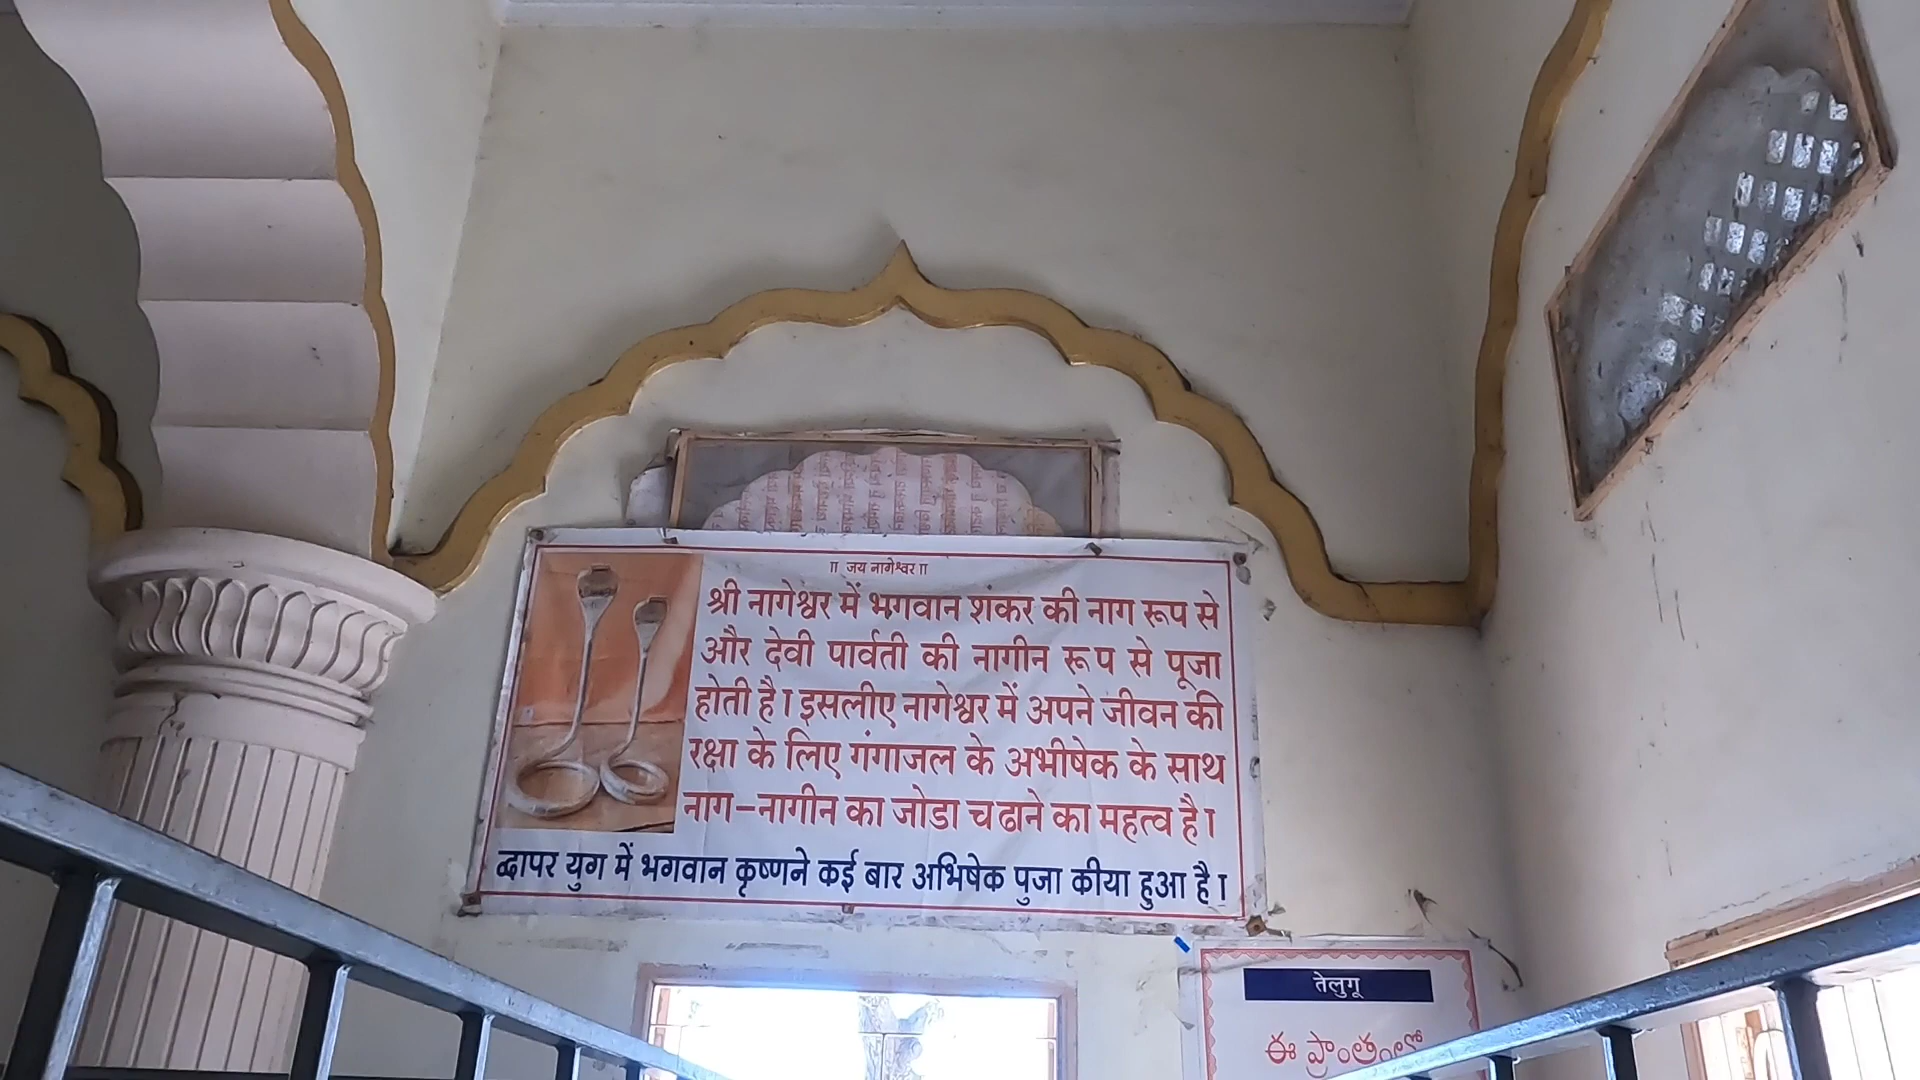 ॥ जय नागेश्वर ॥
श्री नागेश्वर में भगवान शंकर की नाग रूप से
और देवी पार्वती की नागीन रूप से पूजा
होती है। इसलीए नागेश्वर में अपने जीवन की
रक्षा के लिए गंगाजल के अभीषेक के साथ
नाग-नागीन का जोडा चढाने का महत्व है।
द्वापर युग में भगवान कृष्णने कई बार अभिषेक पुजा कीया हुआ है।
तेलुगू
ఈ ప్రాంతంలో